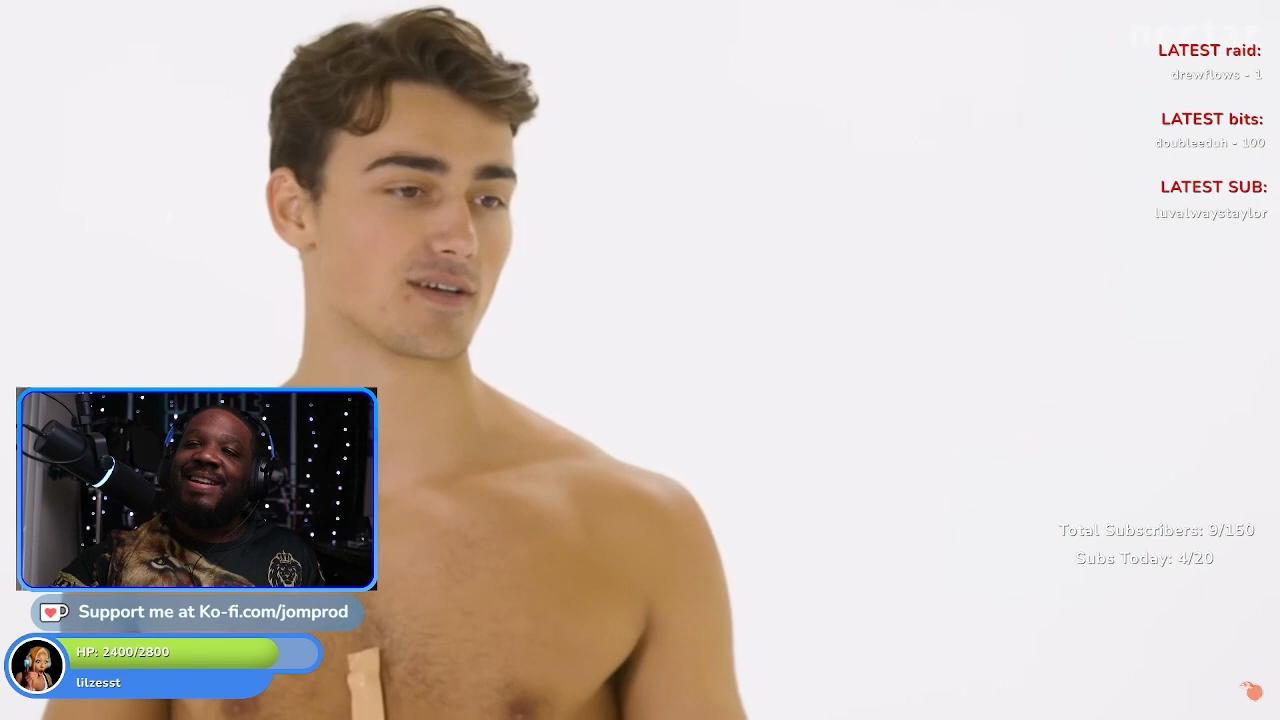 LATEST raid:
drewflows - 1
LATEST bits:
doubleeduh - 100
LATEST SUB:
luvalwaystaylor
Total Subscribers: 9/150
Subs Today: 4/20
Support me at Ko-fi.com/jomprod
HP: 2400/2800
lilzesst